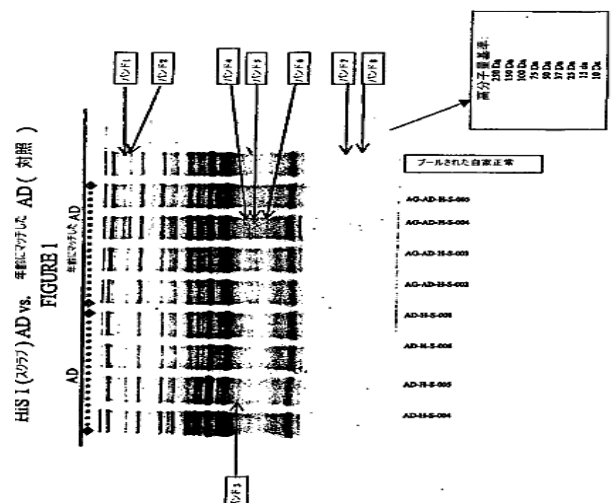 HiS 1 (スクラブ) AD vs. 年齢にマッチした AD ( 対照 )
FIGURE 1
AD
年齢にマッチした AD
バンド1
バンド2
バンド4
バンド5
バンド6
バンド7
バンド8
バンド3
高分子量基準:
250 Da
150 Da
100 Da
75 Da
50 Da
37 Da
25 Da
15 da
10 Da
プールされた自家正常
AG-AD-H-S-005
AG-AD-H-S-004
AG-AD-H-S-003
AG-AD-H-S-002
AD-H-S-008
AD-H-S-006
AD-H-S-005
AD-H-S-004